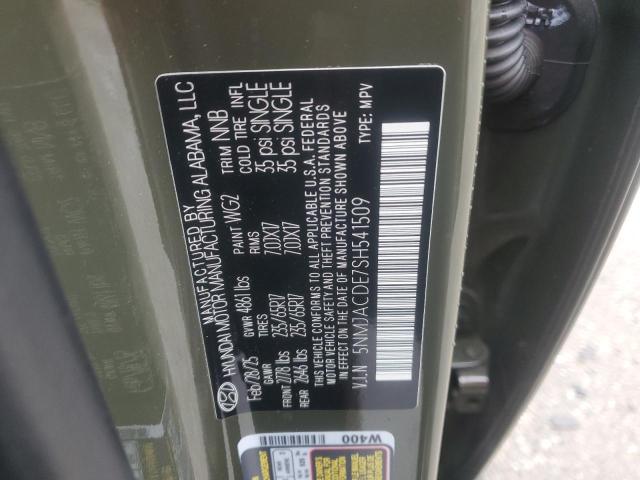 MANUFACTURED BY
HYUNDAI MOTOR MANUFACTURING ALABAMA, LLC
Feb/28/25 GVWR 4861 lbs PAINT WG2 TRIM NNB
GAWR TIRES RIMS COLD TIRE INFL
FRONT 2778 lbs 235/65R17 7.0JX17 35 psi SINGLE
REAR 2646 lbs 235/65R17 7.0JX17 35 psi SINGLE
THIS VEHICLE CONFORMS TO ALL APPLICABLE U.S.A. FEDERAL
MOTOR VEHICLE SAFETY AND THEFT PREVENTION STANDARDS
IN EFFECT ON THE DATE OF MANUFACTURE SHOWN ABOVE
V.I.N 5NMJACDE7SH541509 TYPE: MPV
W400